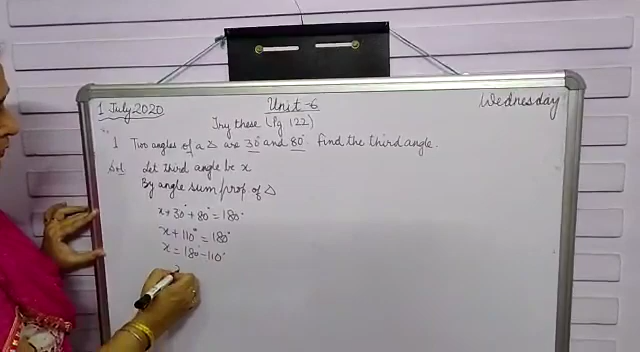 1 July 2020
Unit-6
Wednesday
Try these (Pg 122)
1 Two angles of a △ are 30° and 80° Find the third angle.
Sol Let third angle be x
By angle sum prop. of △
x + 30° + 80° = 180°
x + 110° = 180°
x = 180° - 110°